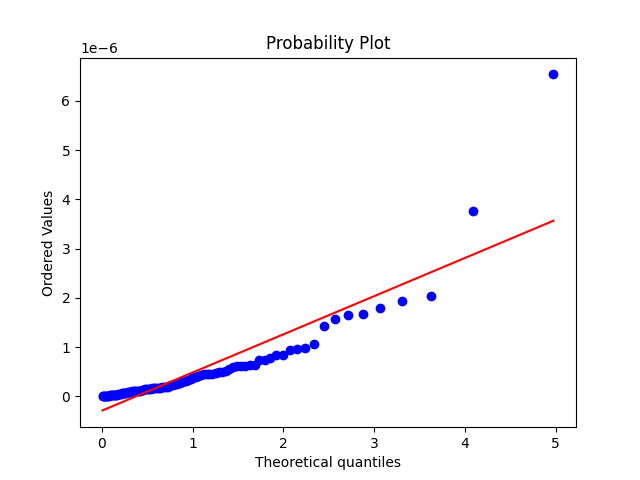 Probability Plot
1e−6
6
5
4
3
2
1
0
Ordered Values
0 1 2 3 4 5
Theoretical quantiles